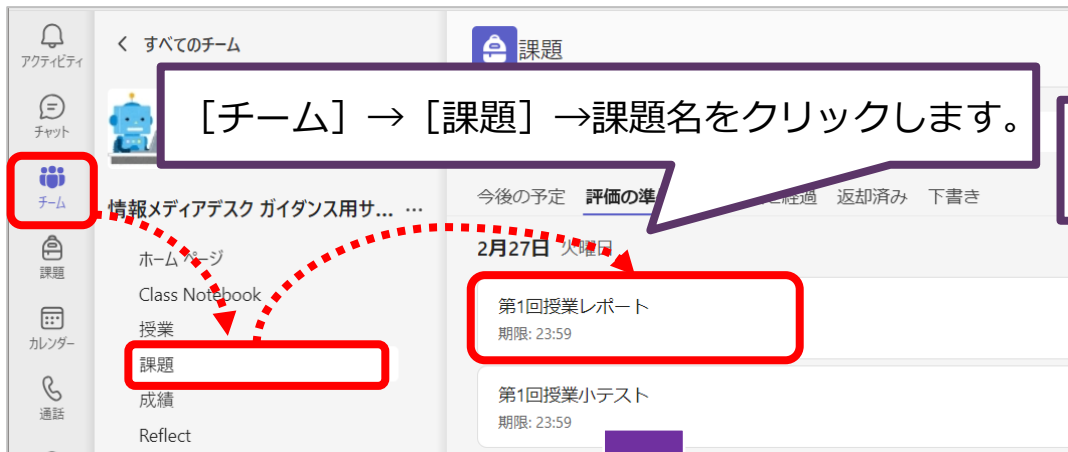 アクティビティ
チャット
チーム
課題
カレンダー
通話
すべてのチーム
情報メディアデスク ガイダンス用サ... …
ホーム ページ
Class Notebook
授業
課題
成績
Reflect
課題
［チーム］→［課題］→課題名をクリックします。
今後の予定 評価の準 経過 返却済み 下書き
2月27日 火曜日
第1回授業レポート
期限: 23:59
第1回授業小テスト
期限: 23:59